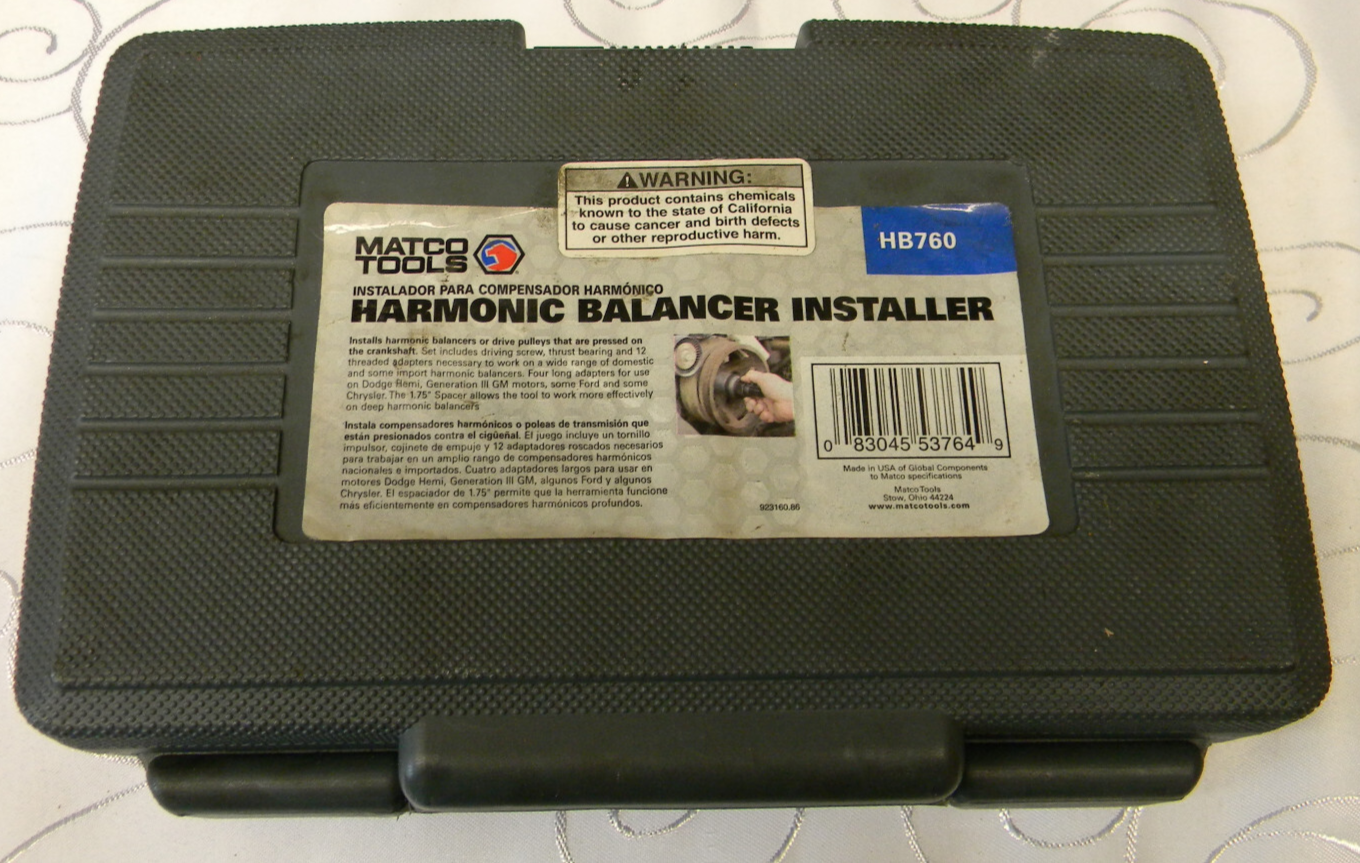 WARNING:
This product contains chemicals
known to the state of California
to cause cancer and birth defects
or other reproductive harm.
MATCO
TOOLS
HB760
INSTALADOR PARA COMPENSADOR HARMÓNICO
HARMONIC BALANCER INSTALLER
Installs harmonic balancers or drive pulleys that are pressed on
the crankshaft. Set includes driving screw, thrust bearing and 12
threaded adapters necessary to work on a wide range of domestic
and some import harmonic balancers. Four long adapters for use
on Dodge Hemi, Generation III GM motors, some Ford and some
Chrysler. The 1.75" Spacer allows the tool to work more effectively
on deep harmonic balancers
Instala compensadores harmónicos o poleas de transmisión que
están presionados contra el cigüeñal. El juego incluye un tornillo
impulsor, cojinete de empuje y 12 adaptadores roscados necesarios
para trabajar en un amplio rango de compensadores harmónicos
nacionales e importados. Cuatro adaptadores largos para usar en
motores Dodge Hemi, Generation III GM, algunos Ford y algunos
Chrysler. El espaciador de 1.75" permite que la herramienta funcione
más eficientemente en compensadores harmónicos profundos.
0 83045 53764 9
Made in USA of Global Components
to Matco specifications
Matco Tools
Stow, Ohio 44224
www.matcotools.com
923160.86